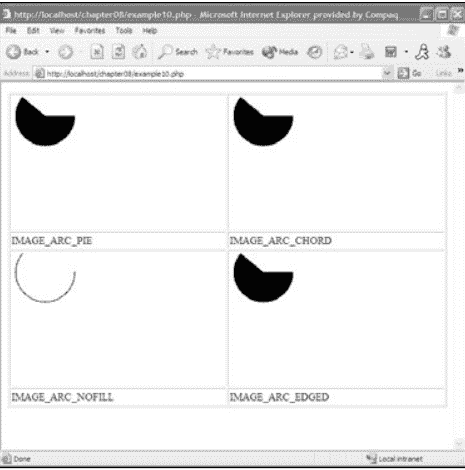 http://localhost/chapter08/example10.php - Microsoft Internet Explorer provided by Compaq
File Edit View Favorites Tools Help
Back Search Favorites Media
Address http://localhost/chapter08/example10.php Go Links »
IMAGE_ARC_PIE IMAGE_ARC_CHORD
IMAGE_ARC_NOFILL IMAGE_ARC_EDGED
Done Local intranet